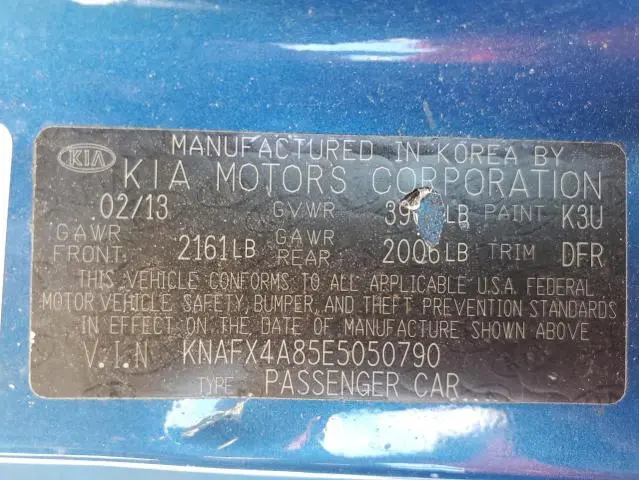 KIA
MANUFACTURED IN KOREA BY
KIA MOTORS CORPORATION
02/13 GVWR LB PAINT K3U
GAWR FRONT 2161LB GAWR REAR 2006LB TRIM DFR
THIS VEHICLE CONFORMS TO ALL APPLICABLE U.S.A. FEDERAL
MOTOR VEHICLE, SAFETY, BUMPER, AND THEFT PREVENTION STANDARDS
IN EFFECT ON THE DATE OF MANUFACTURE SHOWN ABOVE
V.I.N KNAFX4A85E5050790
TYPE PASSENGER CAR